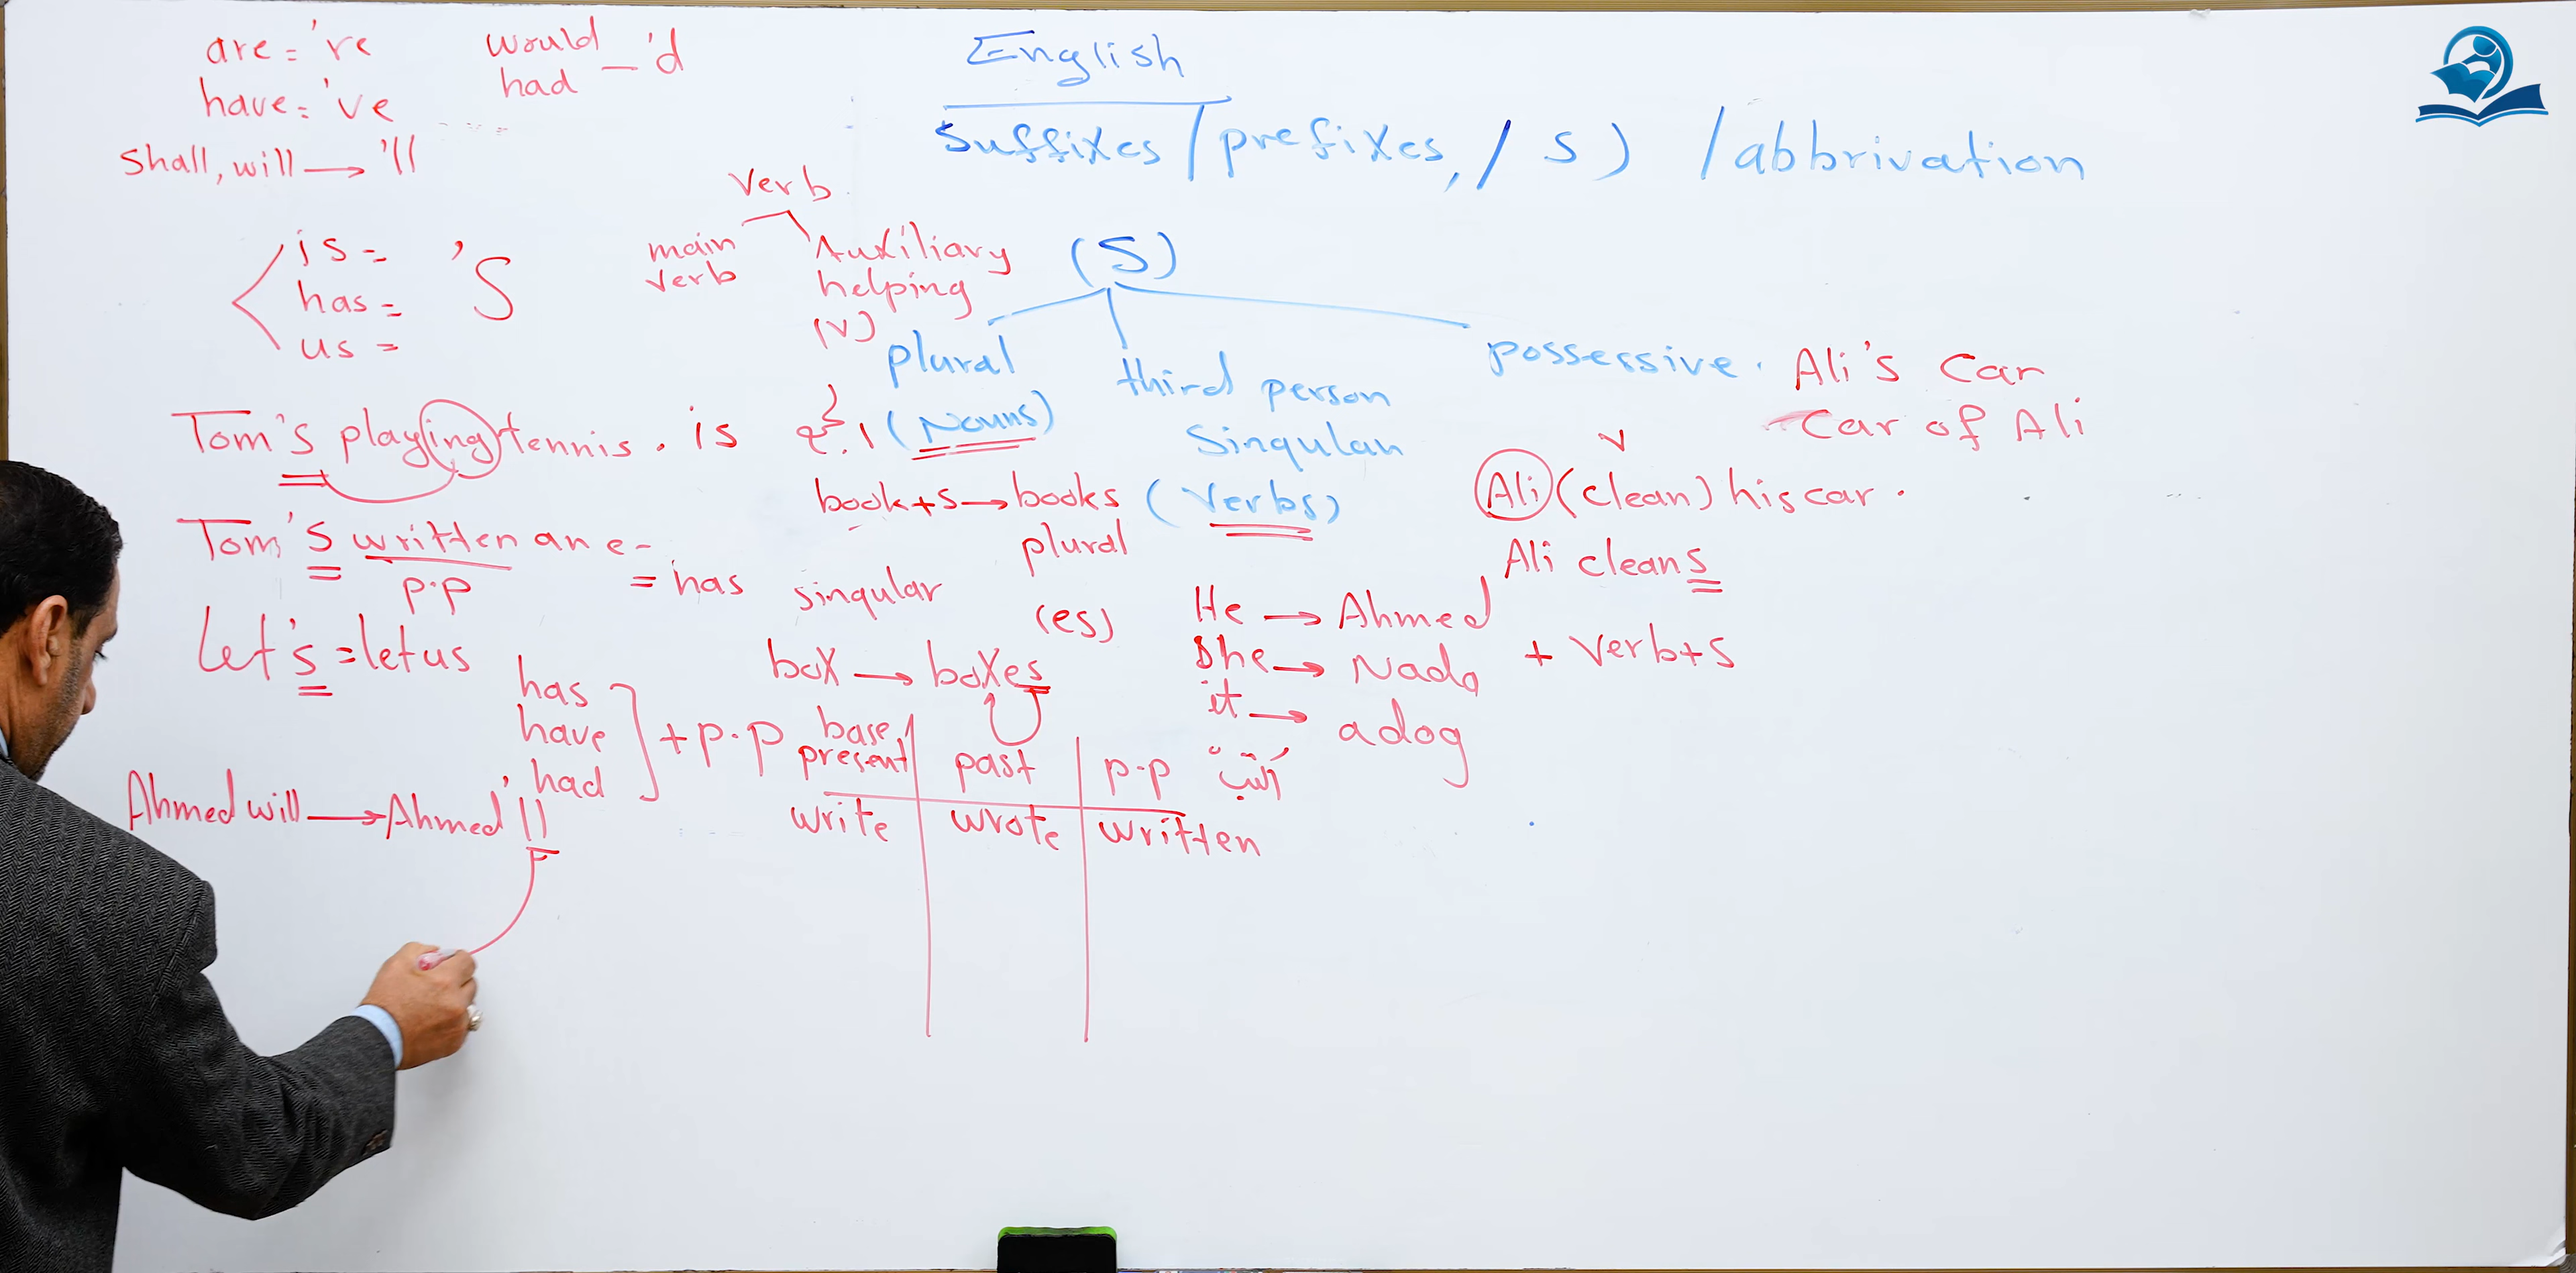 English
suffixes / prefixes, / S ) / abbrivation
are = 've
have = 've
would
had — 'd
shall, will → 'll
is =
has = 's
us =
Verb
main
verb
Auxiliary
helping
(v)
(S)
plural
(Nouns)
third person
Singular
(Verbs)
possessive . Ali's Car
Car of Ali
v
Ali (clean) his car .
Ali cleans
Tom's playing tennis . is
book+s → books
plural
singular
(es)
box → boxes
Tom's written an e-
p.p
= has
Let's = let us
has
have
had
+ p.p
He → Ahmed
She → Nada
it → a dog
+ Verb+s
base
present
past
p.p
write
wrote
written
Ahmed will → Ahmed'll